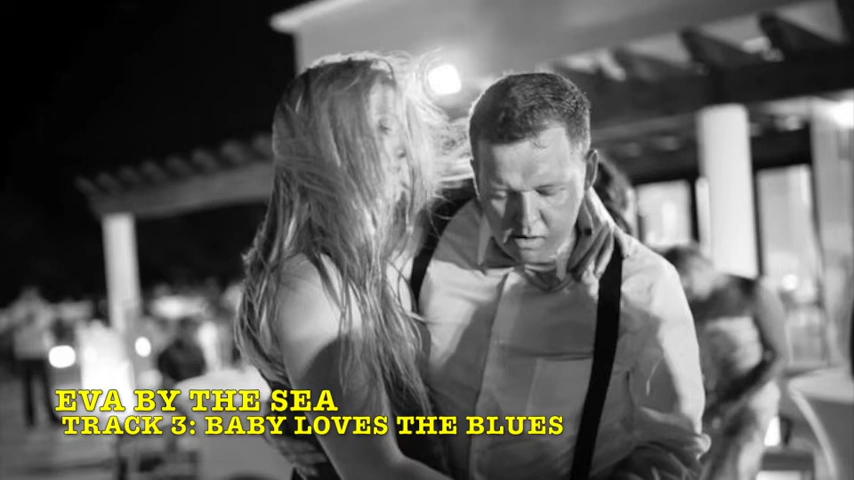 EVA BY THE SEA
TRACK 3: BABY LOVES THE BLUES